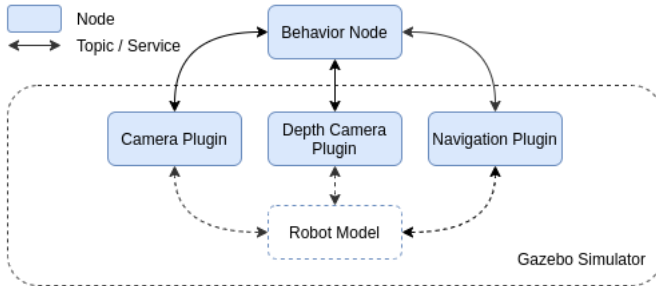 Node
Topic / Service
Behavior Node
Camera Plugin
Depth Camera
Plugin
Navigation Plugin
Robot Model
Gazebo Simulator